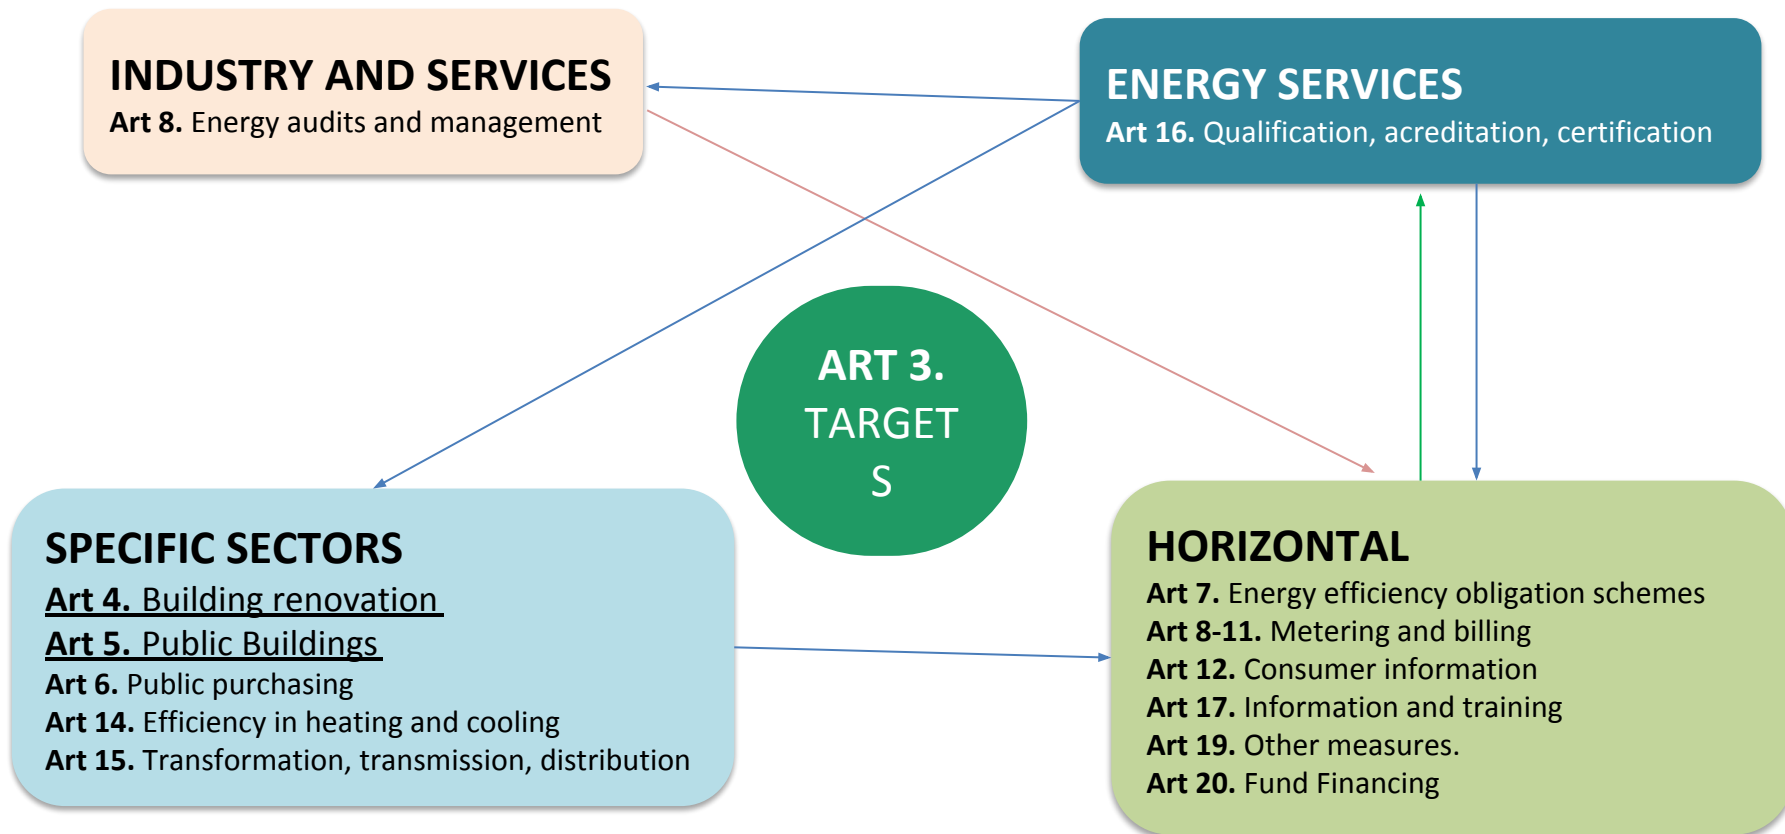 INDUSTRY AND SERVICES
Art 8. Energy audits and management
ENERGY SERVICES
Art 16. Qualification, acreditation, certification
ART 3.
TARGET
S
SPECIFIC SECTORS
Art 4. Building renovation
Art 5. Public Buildings
Art 6. Public purchasing
Art 14. Efficiency in heating and cooling
Art 15. Transformation, transmission, distribution
HORIZONTAL
Art 7. Energy efficiency obligation schemes
Art 8-11. Metering and billing
Art 12. Consumer information
Art 17. Information and training
Art 19. Other measures.
Art 20. Fund Financing